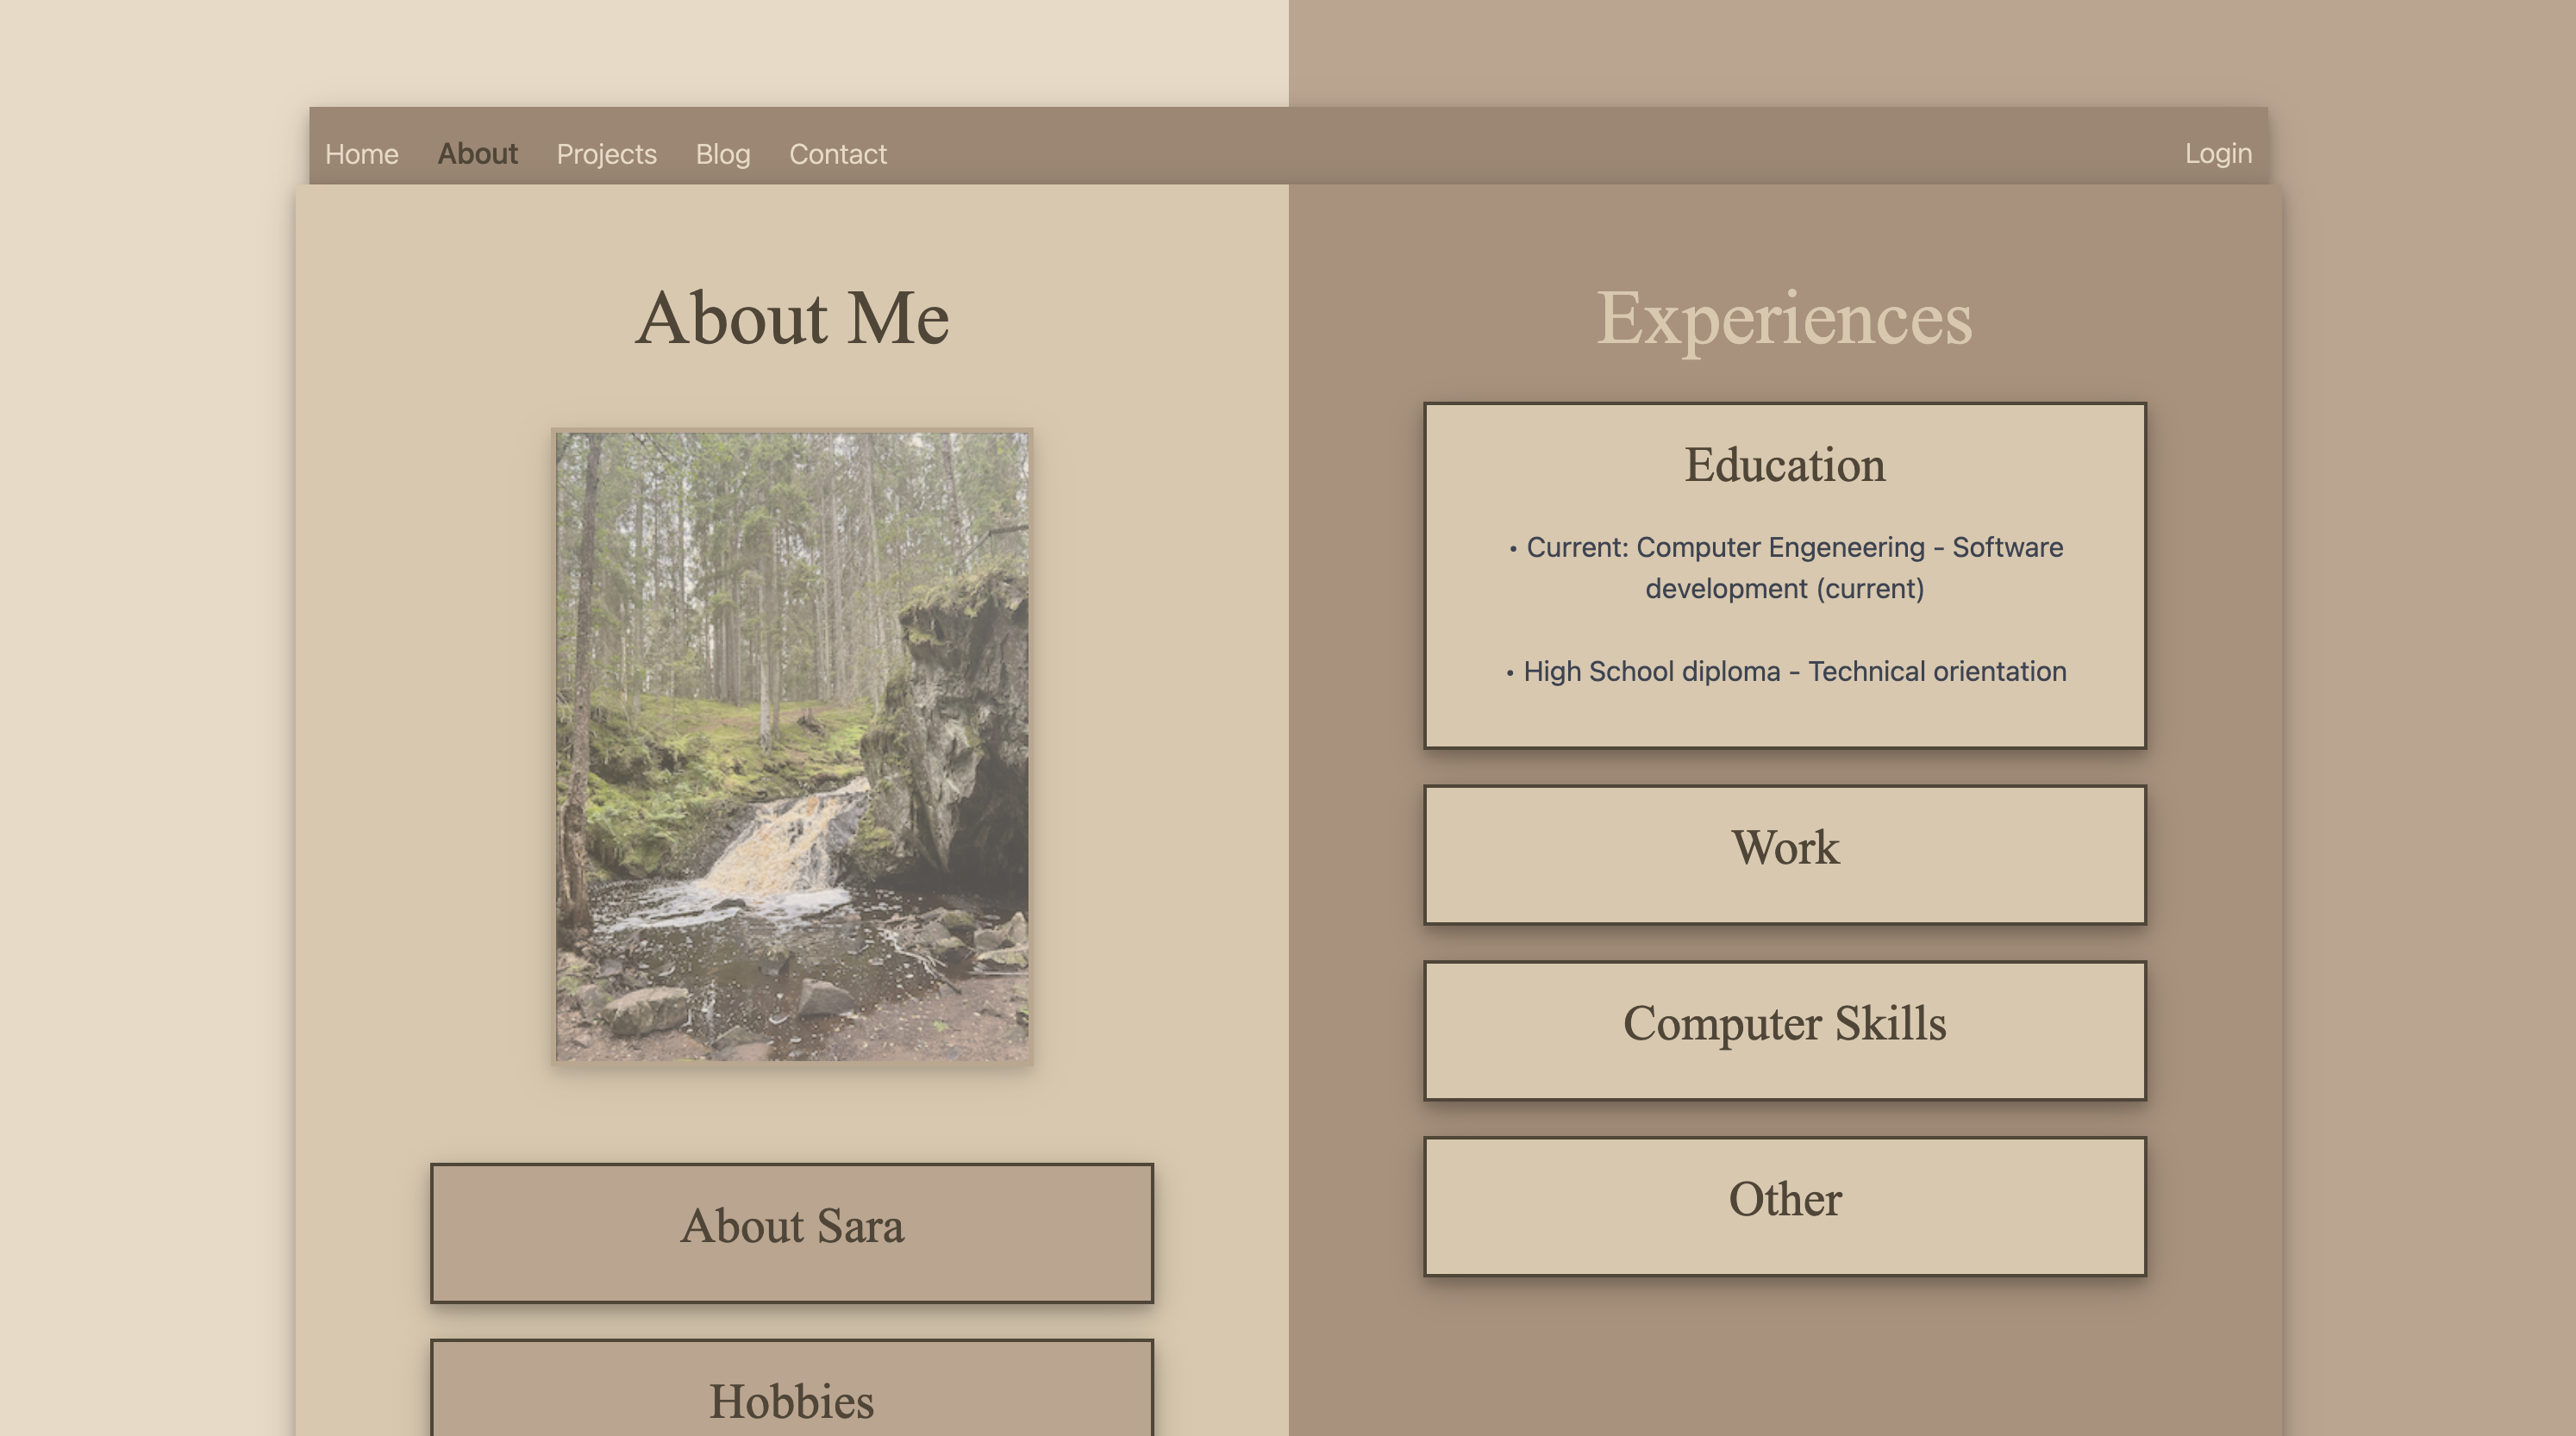 Home About Projects Blog Contact Login
About Me
About Sara
Hobbies
Experiences
Education
• Current: Computer Engeneering - Software
development (current)
• High School diploma - Technical orientation
Work
Computer Skills
Other